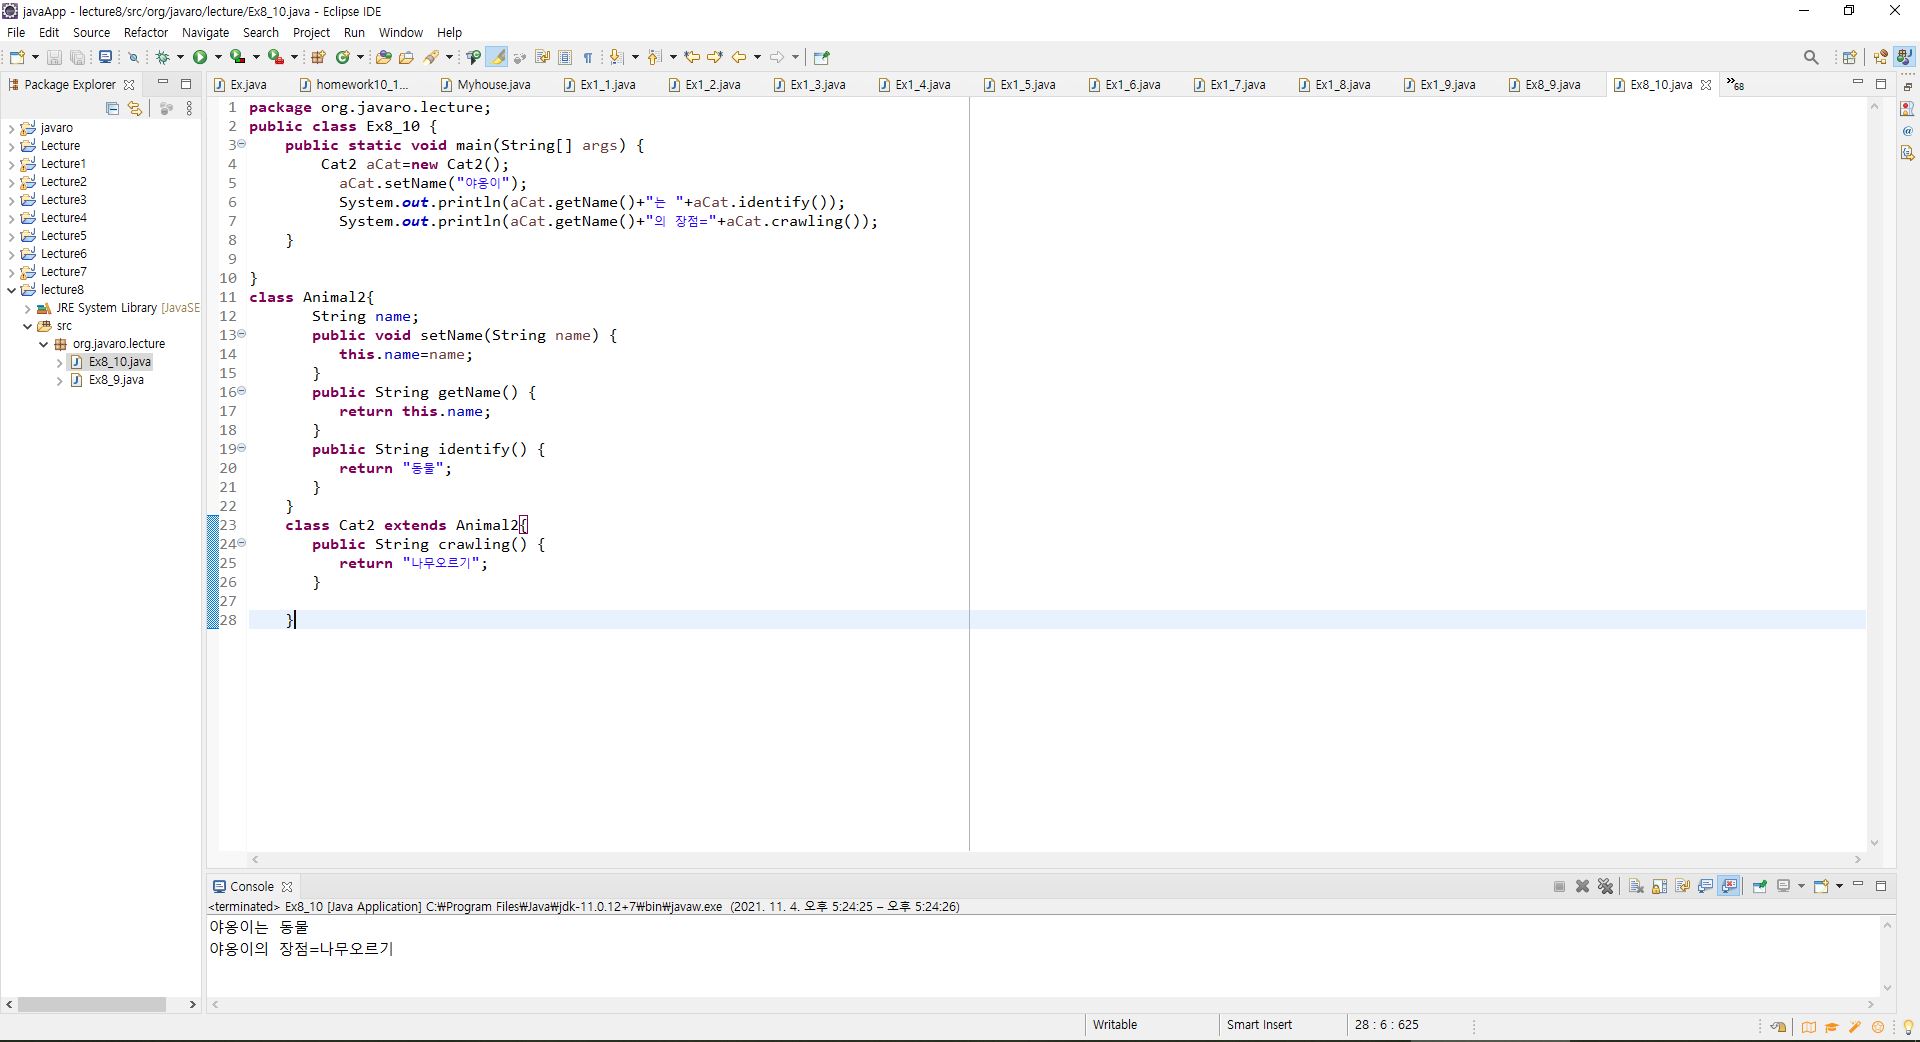 javaApp - lecture8/src/org/javaro/lecture/Ex8_10.java - Eclipse IDE
File Edit Source Refactor Navigate Search Project Run Window Help
Package Explorer
Ex.java homework10_1... Myhouse.java Ex1_1.java Ex1_2.java Ex1_3.java Ex1_4.java Ex1_5.java Ex1_6.java Ex1_7.java Ex1_8.java Ex1_9.java Ex8_9.java Ex8_10.java 68
javaro
Lecture
Lecture1
Lecture2
Lecture3
Lecture4
Lecture5
Lecture6
Lecture7
lecture8
JRE System Library [JavaSE
src
org.javaro.lecture
Ex8_10.java
Ex8_9.java
1 package org.javaro.lecture;
2 public class Ex8_10 {
3 public static void main(String[] args) {
4 Cat2 aCat=new Cat2();
5 aCat.setName("야옹이");
6 System.out.println(aCat.getName()+"는 "+aCat.identify());
7 System.out.println(aCat.getName()+"의 장점="+aCat.crawling());
8 }
9
10 }
11 class Animal2{
12 String name;
13 public void setName(String name) {
14 this.name=name;
15 }
16 public String getName() {
17 return this.name;
18 }
19 public String identify() {
20 return "동물";
21 }
22 }
23 class Cat2 extends Animal2{
24 public String crawling() {
25 return "나무오르기";
26 }
27
28 }
Console
<terminated> Ex8_10 [Java Application] C:₩Program Files₩Java₩jdk-11.0.12+7₩bin₩javaw.exe (2021. 11. 4. 오후 5:24:25 – 오후 5:24:26)
야옹이는 동물
야옹이의 장점=나무오르기
Writable Smart Insert 28 : 6 : 625